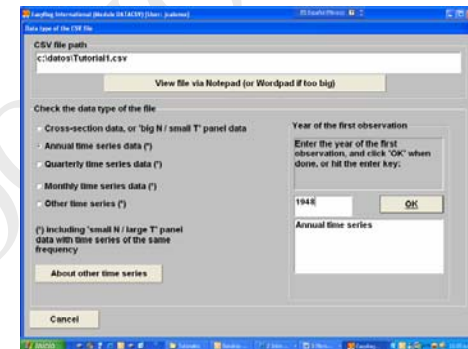 EasyReg International (Module DATACSV) [User: jcalome]
Data type of the CSV file
CSV file path
c:\datos\Tutorial1.csv
View file via Notepad (or Wordpad if too big)
Check the data type of the file
Cross-section data, or 'big N / small T' panel data
Annual time series data (*)
Quarterly time series data (*)
Monthly time series data (*)
Other time series (*)
(*) including 'small N / large T' panel
data with time series of the same
frequency
About other time series
Cancel
Year of the first observation
Enter the year of the first
observation, and click 'OK' when
done, or hit the enter key:
1948
OK
Annual time series